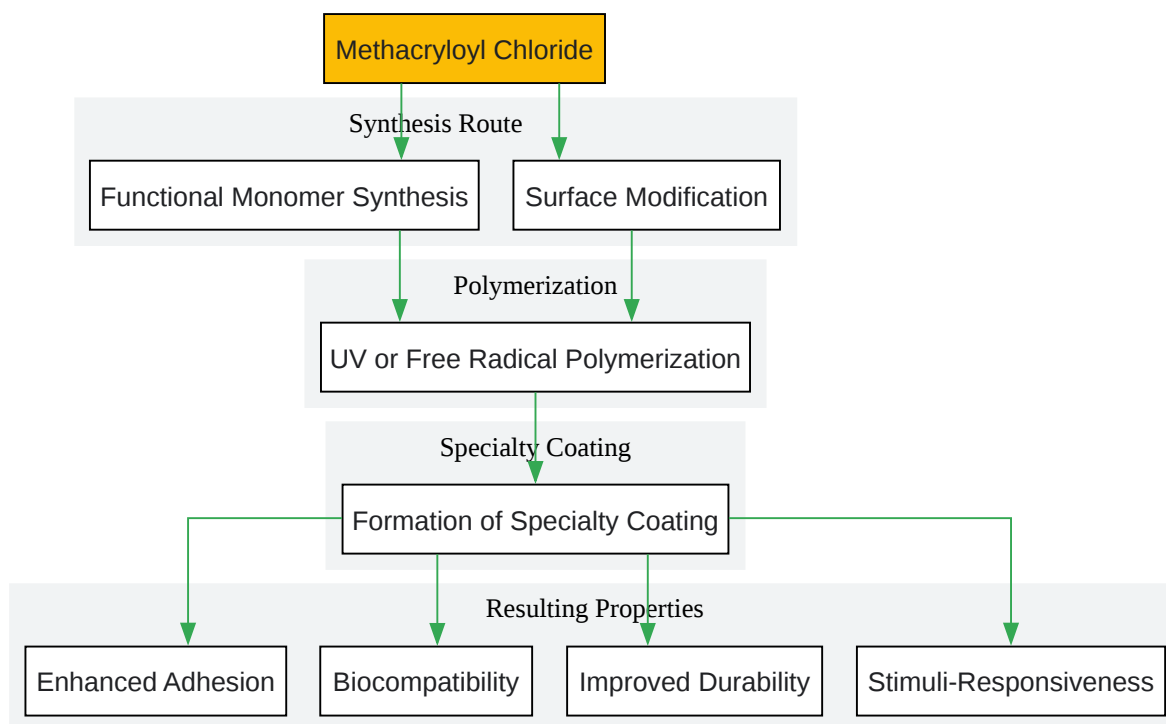 Methacryloyl Chloride
Synthesis Route
Functional Monomer Synthesis
Surface Modification
Polymerization
UV or Free Radical Polymerization
Specialty Coating
Formation of Specialty Coating
Resulting Properties
Enhanced Adhesion
Biocompatibility
Improved Durability
Stimuli-Responsiveness